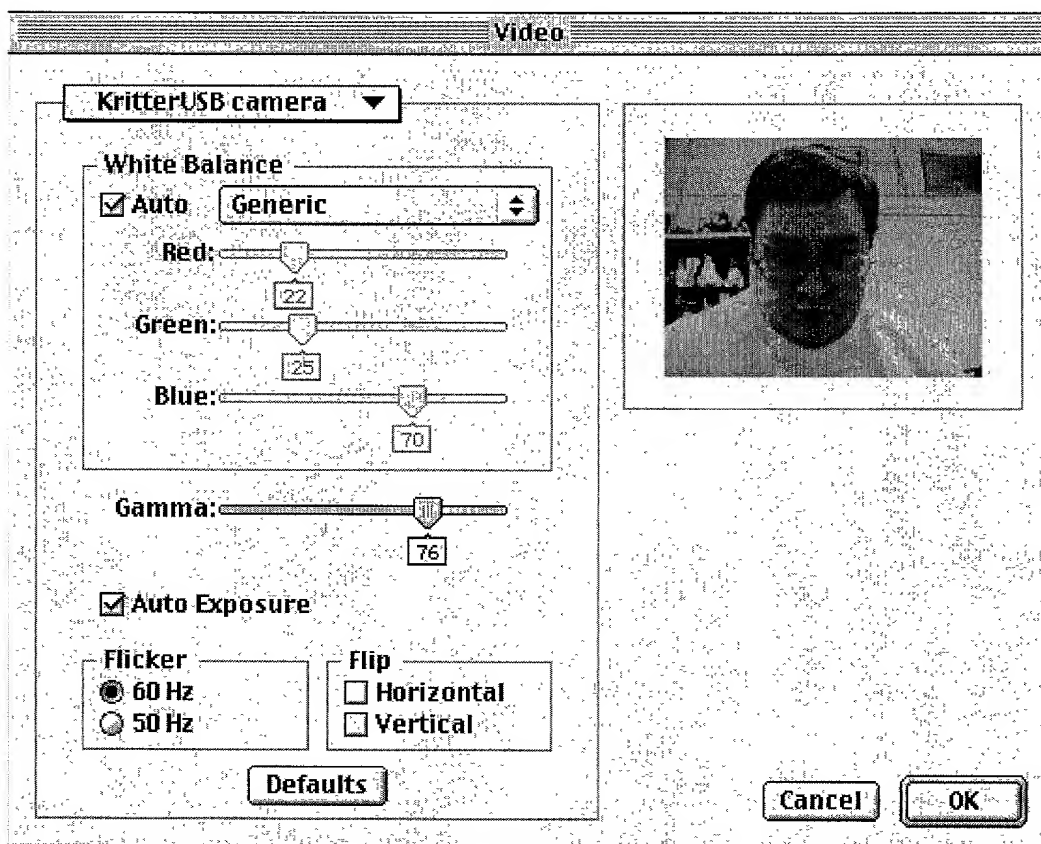 Video
KritterUSB camera
White Balance
Auto
Generic
Red:
22
Green:
25
Blue:
70
Gamma:
76
Auto Exposure
Flicker
60 Hz
50 Hz
Flip
Horizontal
Vertical
Defaults
Cancel
OK